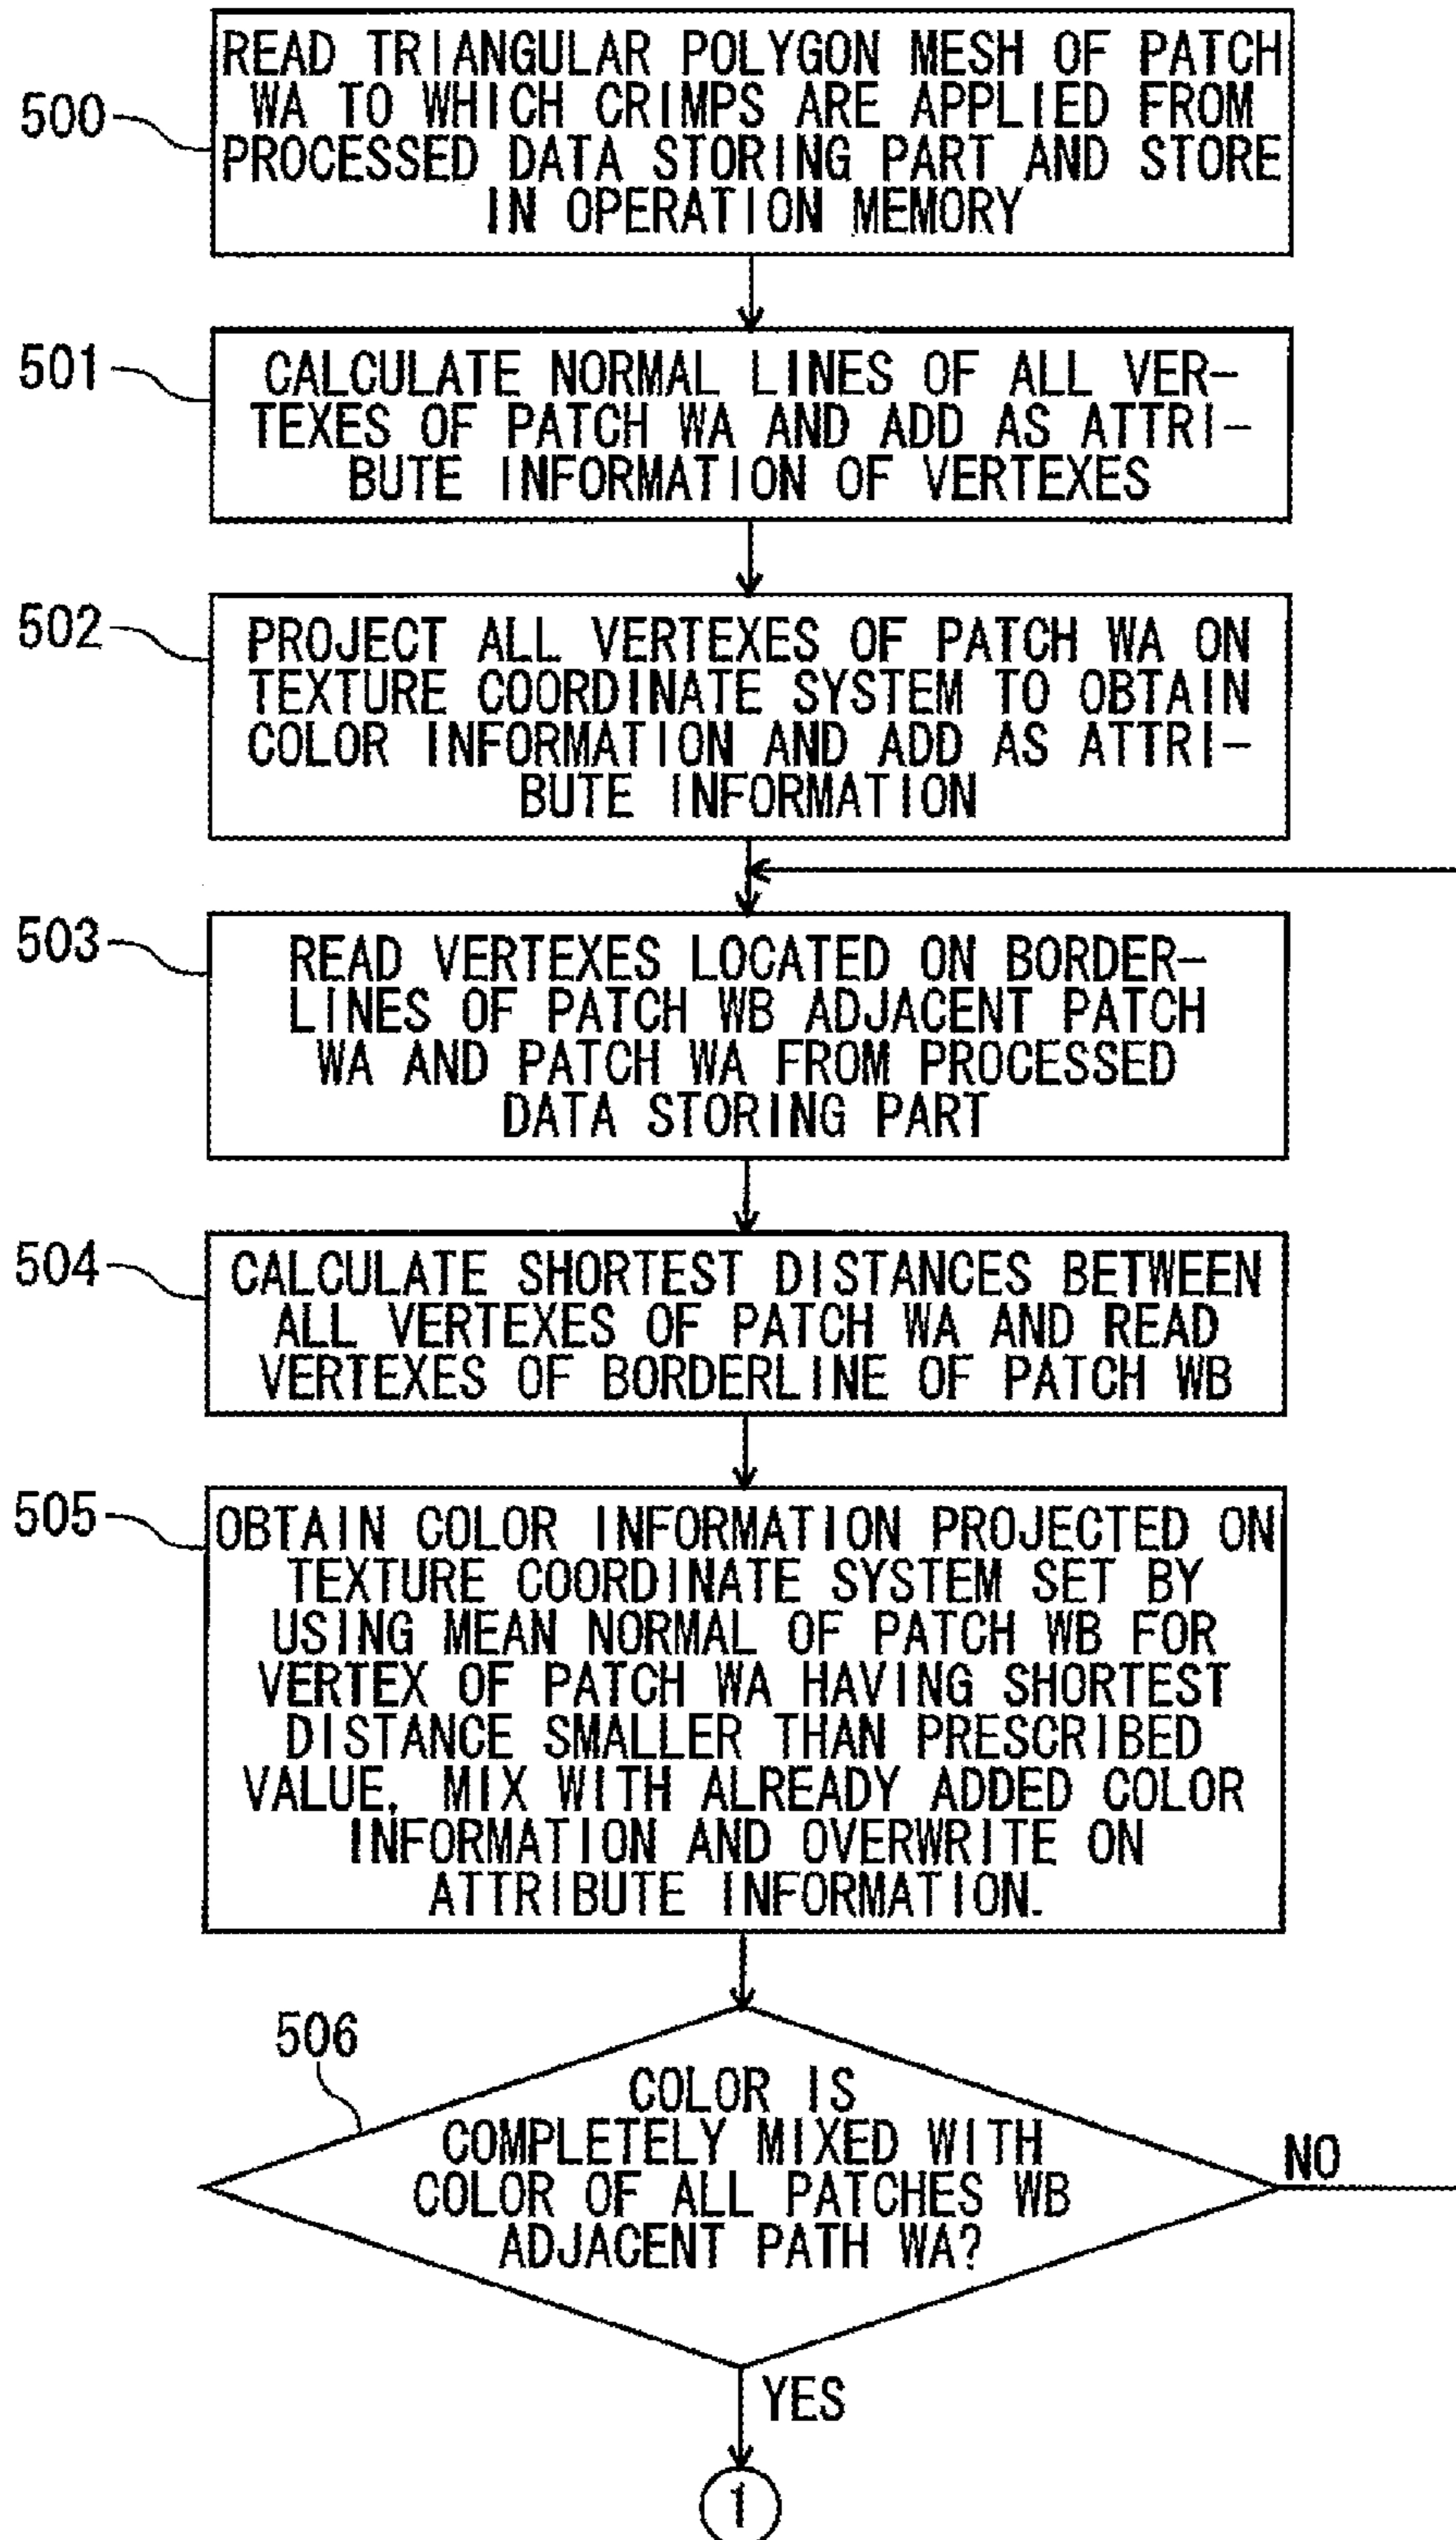 500
READ TRIANGULAR POLYGON MESH OF PATCH
WA TO WHICH CRIMPS ARE APPLIED FROM
PROCESSED DATA STORING PART AND STORE
IN OPERATION MEMORY
501
CALCULATE NORMAL LINES OF ALL VER-
TEXES OF PATCH WA AND ADD AS ATTRI-
BUTE INFORMATION OF VERTEXES
502
PROJECT ALL VERTEXES OF PATCH WA ON
TEXTURE COORDINATE SYSTEM TO OBTAIN
COLOR INFORMATION AND ADD AS ATTRI-
BUTE INFORMATION
503
READ VERTEXES LOCATED ON BORDER-
LINES OF PATCH WB ADJACENT PATCH
WA AND PATCH WA FROM PROCESSED
DATA STORING PART
504
CALCULATE SHORTEST DISTANCES BETWEEN
ALL VERTEXES OF PATCH WA AND READ
VERTEXES OF BORDERLINE OF PATCH WB
505
OBTAIN COLOR INFORMATION PROJECTED ON
TEXTURE COORDINATE SYSTEM SET BY
USING MEAN NORMAL OF PATCH WB FOR
VERTEX OF PATCH WA HAVING SHORTEST
DISTANCE SMALLER THAN PRESCRIBED
VALUE, MIX WITH ALREADY ADDED COLOR
INFORMATION AND OVERWRITE ON
ATTRIBUTE INFORMATION.
506
COLOR IS
COMPLETELY MIXED WITH
COLOR OF ALL PATCHES WB
ADJACENT PATH WA?
NO
YES
1